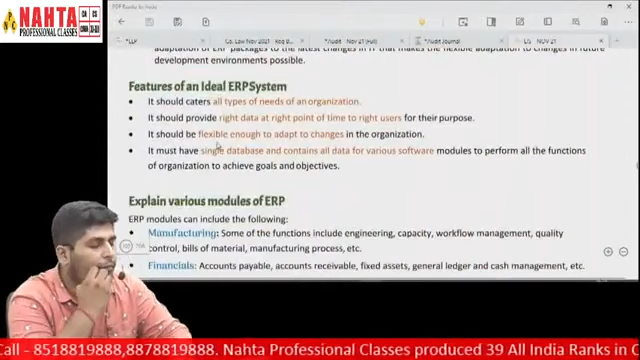 NAHTA
PROFESSIONAL CLASSES
CA
CS
CMA
Co. Law Nov 2021
*Audit - Nov 21 (Full)
*Audit Journal
LIS - NOV 21
adaptation of ERP packages to the latest changes in IT that makes the flexible adaptation to changes in future
development environments possible.
Features of an Ideal ERP System
• It should caters all types of needs of an organization.
• It should provide right data at right point of time to right users for their purpose.
• It should be flexible enough to adapt to changes in the organization.
• It must have single database and contains all data for various software modules to perform all the functions
of organization to achieve goals and objectives.
Explain various modules of ERP
ERP modules can include the following:
• Manufacturing: Some of the functions include engineering, capacity, workflow management, quality
control, bills of material, manufacturing process, etc.
• Financials: Accounts payable, accounts receivable, fixed assets, general ledger and cash management, etc.
Call - 8518819888,8878819888. Nahta Professional Classes produced 39 All India Ranks in C